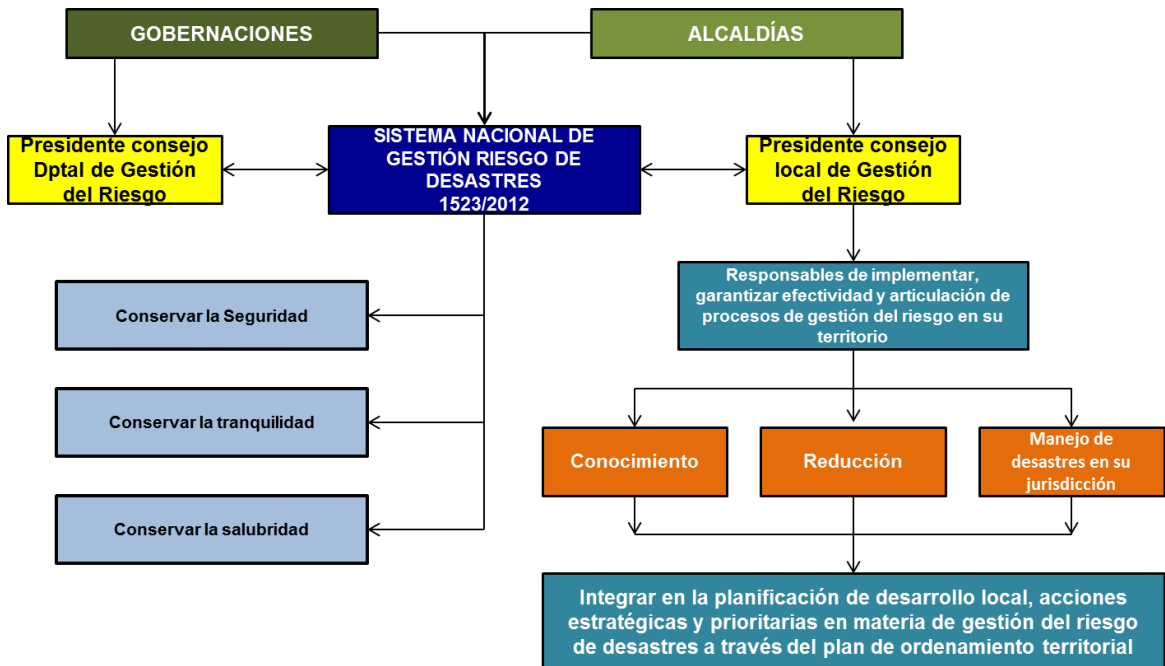 GOBERNACIONES
ALCALDÍAS
Presidente consejo
Dptal de Gestión
del Riesgo
SISTEMA NACIONAL DE
GESTIÓN RIESGO DE
DESASTRES
1523/2012
Presidente consejo
local de Gestión
del Riesgo
Responsables de implementar,
garantizar efectividad y articulación de
procesos de gestión del riesgo en su
territorio
Conservar la Seguridad
Conservar la tranquilidad
Conservar la salubridad
Conocimiento
Reducción
Manejo de
desastres en su
jurisdicción
Integrar en la planificación de desarrollo local, acciones
estratégicas y prioritarias en materia de gestión del riesgo
de desastres a través del plan de ordenamiento territorial